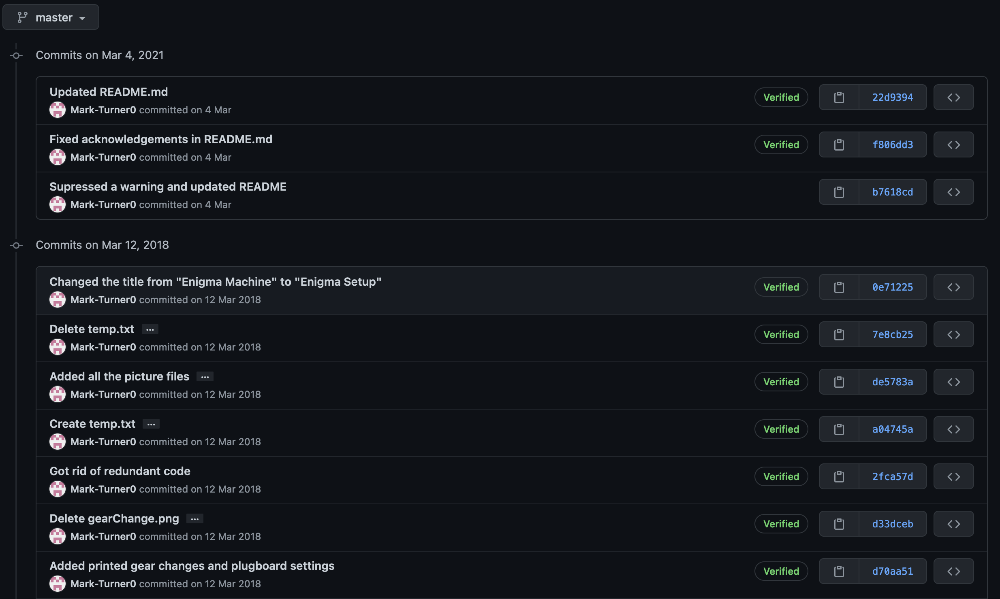 master
Commits on Mar 4, 2021
Updated README.md
Verified
22d9394
Mark-Turner0 committed on 4 Mar
Fixed acknowledgements in README.md
Verified
f806dd3
Mark-Turner0 committed on 4 Mar
Supressed a warning and updated README
b7618cd
Mark-Turner0 committed on 4 Mar
Commits on Mar 12, 2018
Changed the title from "Enigma Machine" to "Enigma Setup"
Verified
0e71225
Mark-Turner0 committed on 12 Mar 2018
Delete temp.txt …
Verified
7e8cb25
Mark-Turner0 committed on 12 Mar 2018
Added all the picture files …
Verified
de5783a
Mark-Turner0 committed on 12 Mar 2018
Create temp.txt …
Verified
a04745a
Mark-Turner0 committed on 12 Mar 2018
Got rid of redundant code
Verified
2fca57d
Mark-Turner0 committed on 12 Mar 2018
Delete gearChange.png …
Verified
d33dceb
Mark-Turner0 committed on 12 Mar 2018
Added printed gear changes and plugboard settings
Verified
d70aa51
Mark-Turner0 committed on 12 Mar 2018